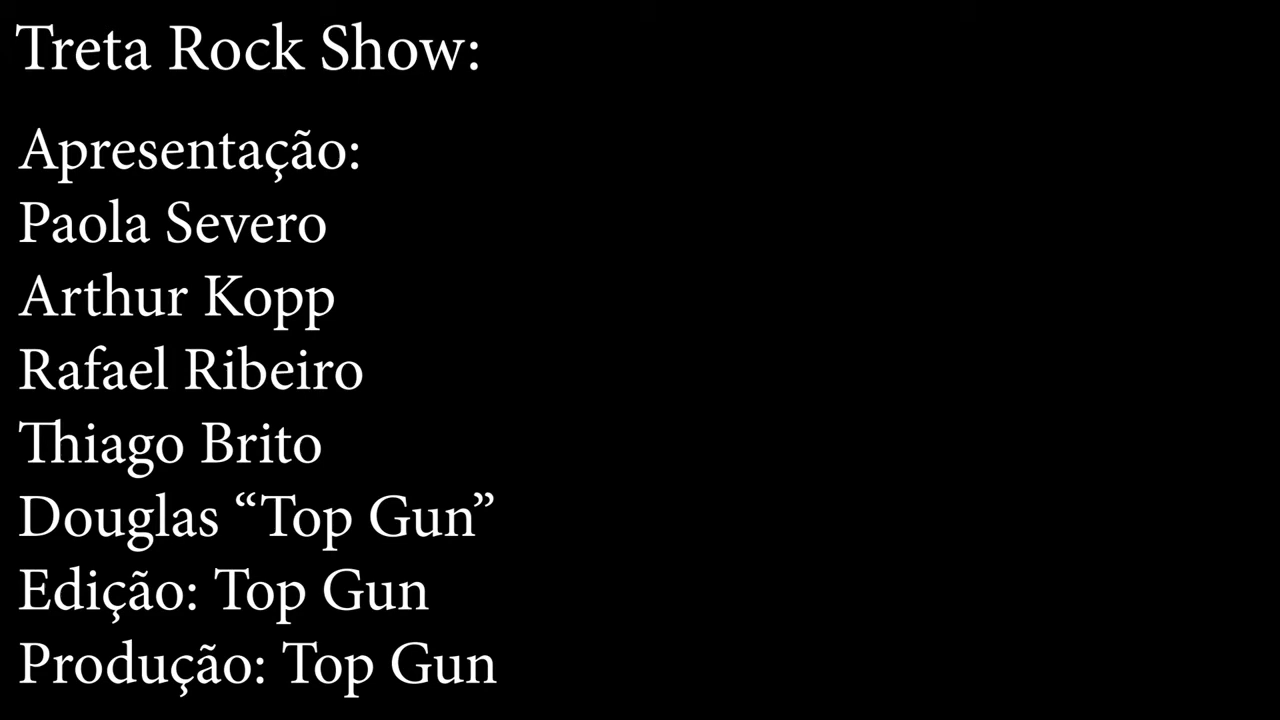 Treta Rock Show:
Apresentação:
Paola Severo
Arthur Kopp
Rafael Ribeiro
Thiago Brito
Douglas “Top Gun”
Edição: Top Gun
Produção: Top Gun